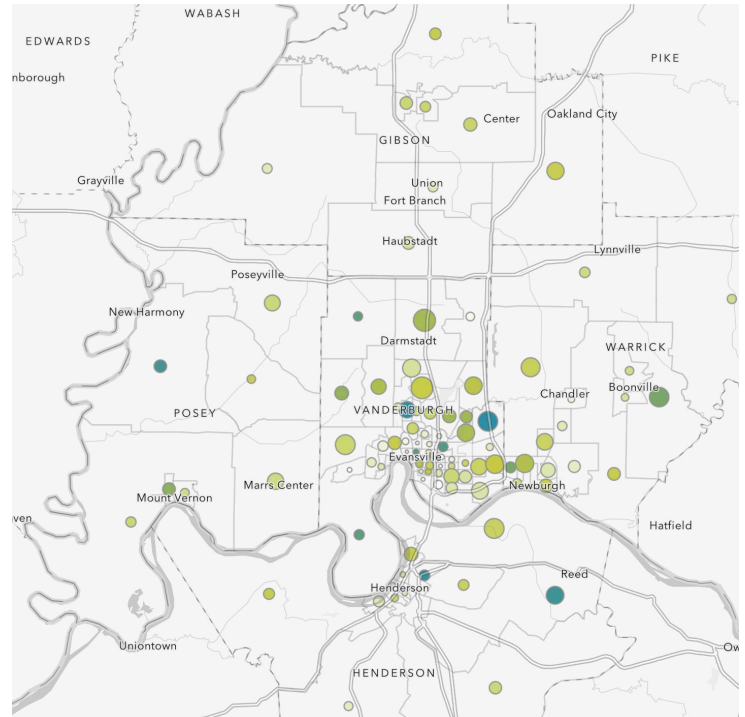 WABASH
EDWARDS
PIKE
nborough
Center
Oakland City
GIBSON
Grayville
Union
Fort Branch
Haubstadt
Lynnville
Poseyville
New Harmony
Darmstadt
WARRICK
Boonville
Chandler
POSEY
VANDERBURGH
Evansville
Marrs Center
Newburgh
Mount Vernon
ven
Hatfield
Reed
Henderson
Uniontown
Ow
HENDERSON